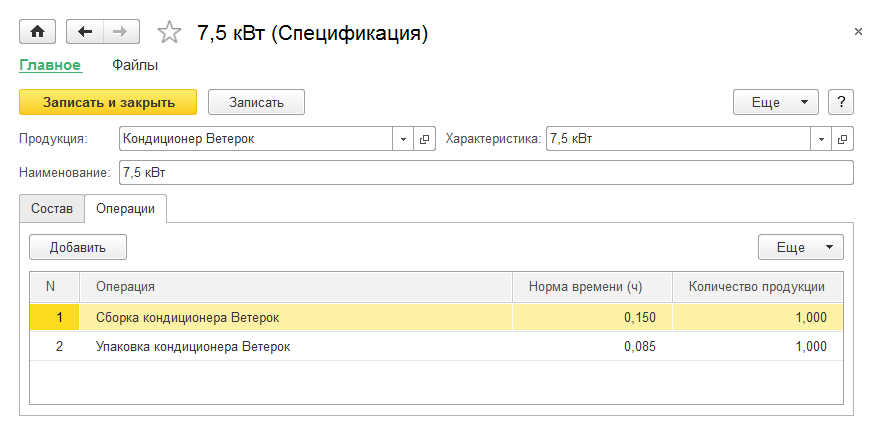 7,5 кВт (Спецификация)
Главное Файлы
Записать и закрыть Записать Еще ?
Продукция: Кондиционер Ветерок Характеристика: 7,5 кВт
Наименование: 7,5 кВт
Состав Операции
Добавить Еще
N Операция Норма времени (ч) Количество продукции
1 Сборка кондиционера Ветерок 0,150 1,000
2 Упаковка кондиционера Ветерок 0,085 1,000